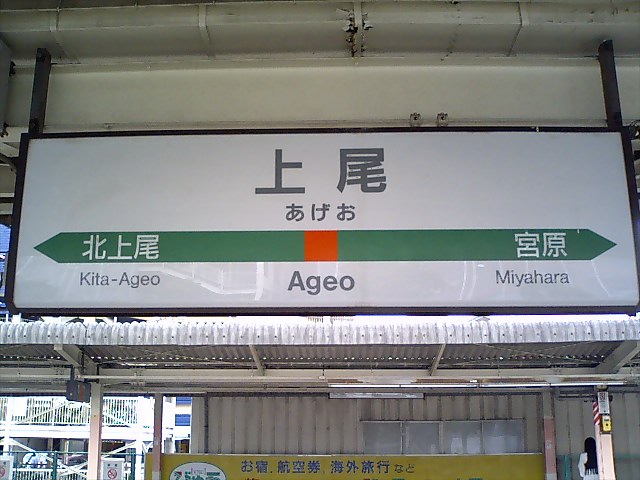 上尾
あげお
北上尾 宮原
Kita-Ageo Ageo Miyahara
お宿、航空券、海外旅行など